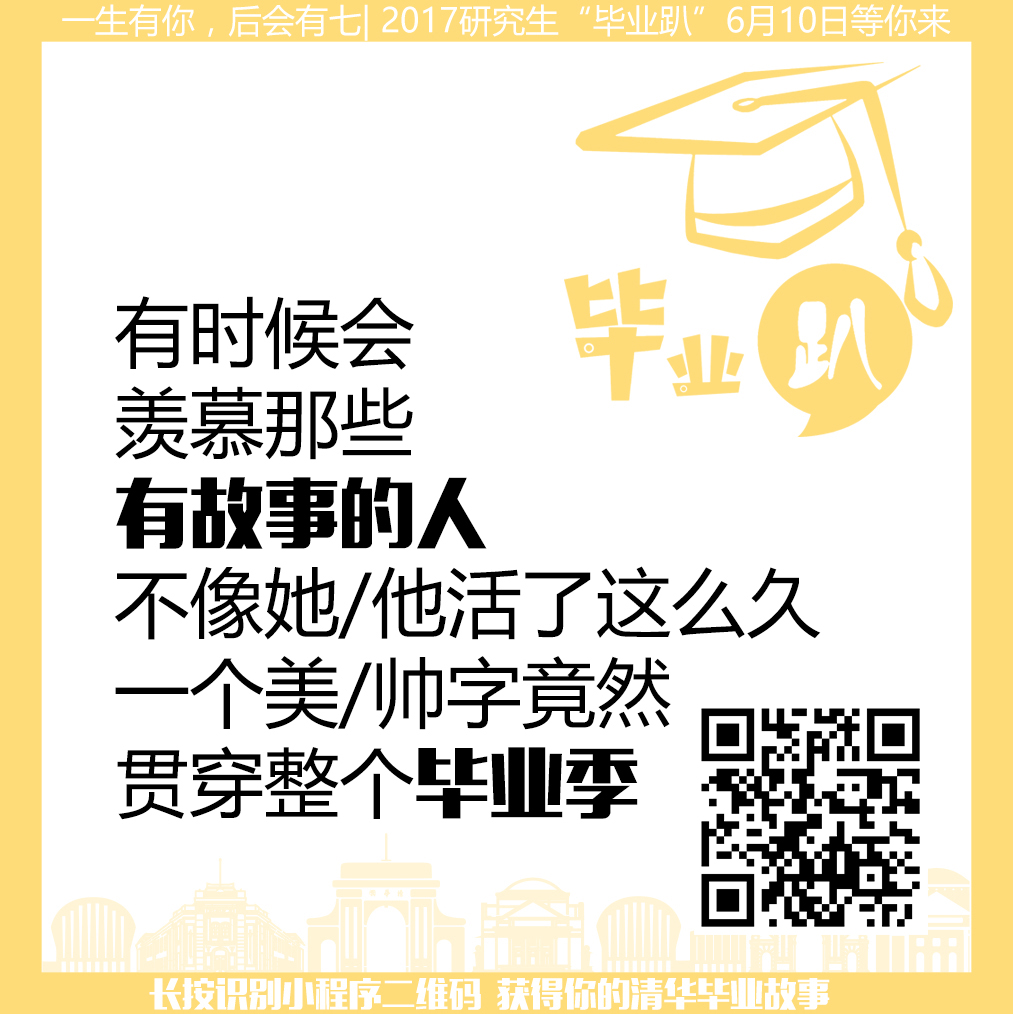 一生有你，后会有七| 2017研究生“毕业趴”6月10日等你来
毕业趴
有时候会
羡慕那些
有故事的人
不像她/他活了这么久
一个美/帅字竟然
贯穿整个毕业季
长按识别小程序二维码 获得你的清华毕业故事